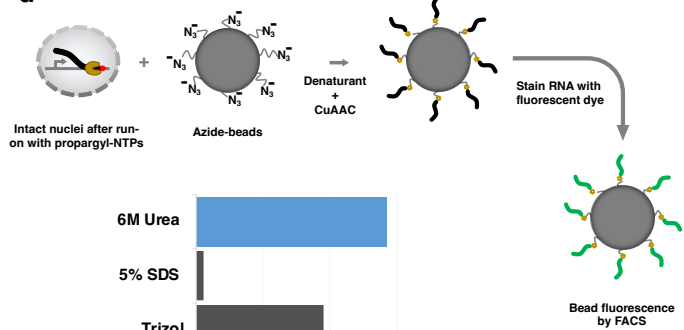 N₃⁻ N₃⁻ N₃⁻
N₃⁻ N₃⁻
N₃⁻ N₃⁻ N₃⁻
+
Denaturant
+
CuAAC
Stain RNA with
fluorescent dye
Intact nuclei after run-
on with propargyl-NTPs
Azide-beads
6M Urea
5% SDS
Trizol
Bead fluorescence
by FACS